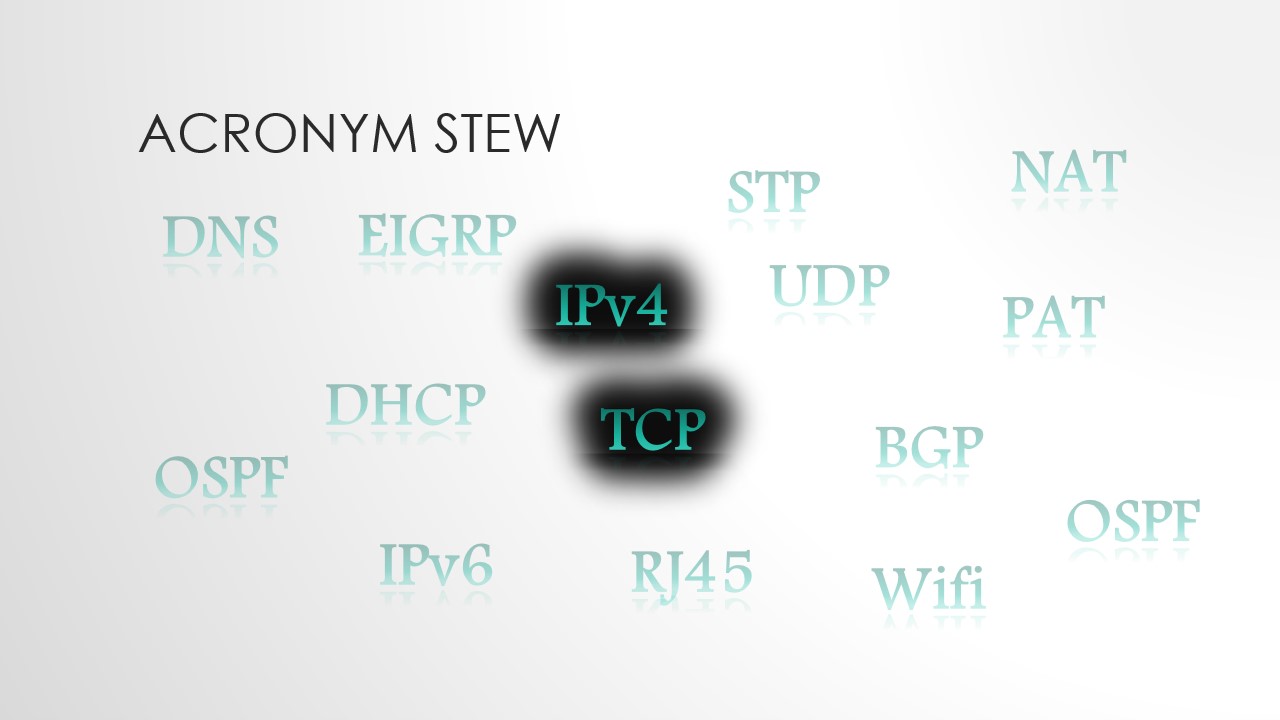 ACRONYM STEW
NAT
STP
DNS
EIGRP
UDP
IPv4
PAT
DHCP
TCP
BGP
OSPF
OSPF
IPv6
RJ45
Wifi